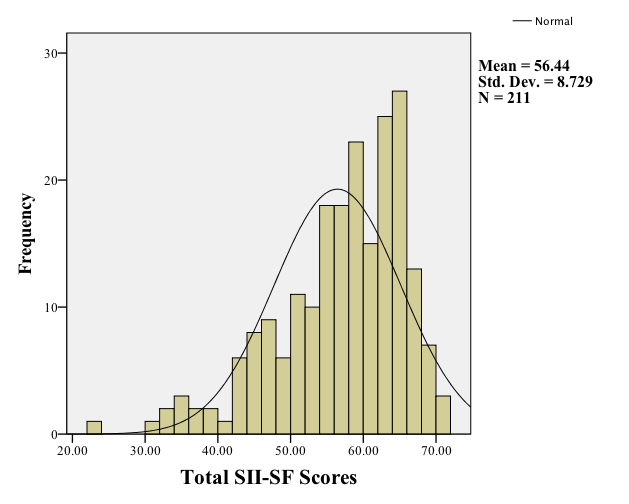 Normal
Mean = 56.44
Std. Dev. = 8.729
N = 211
30
20
10
0
Frequency
20.00 30.00 40.00 50.00 60.00 70.00
Total SII-SF Scores